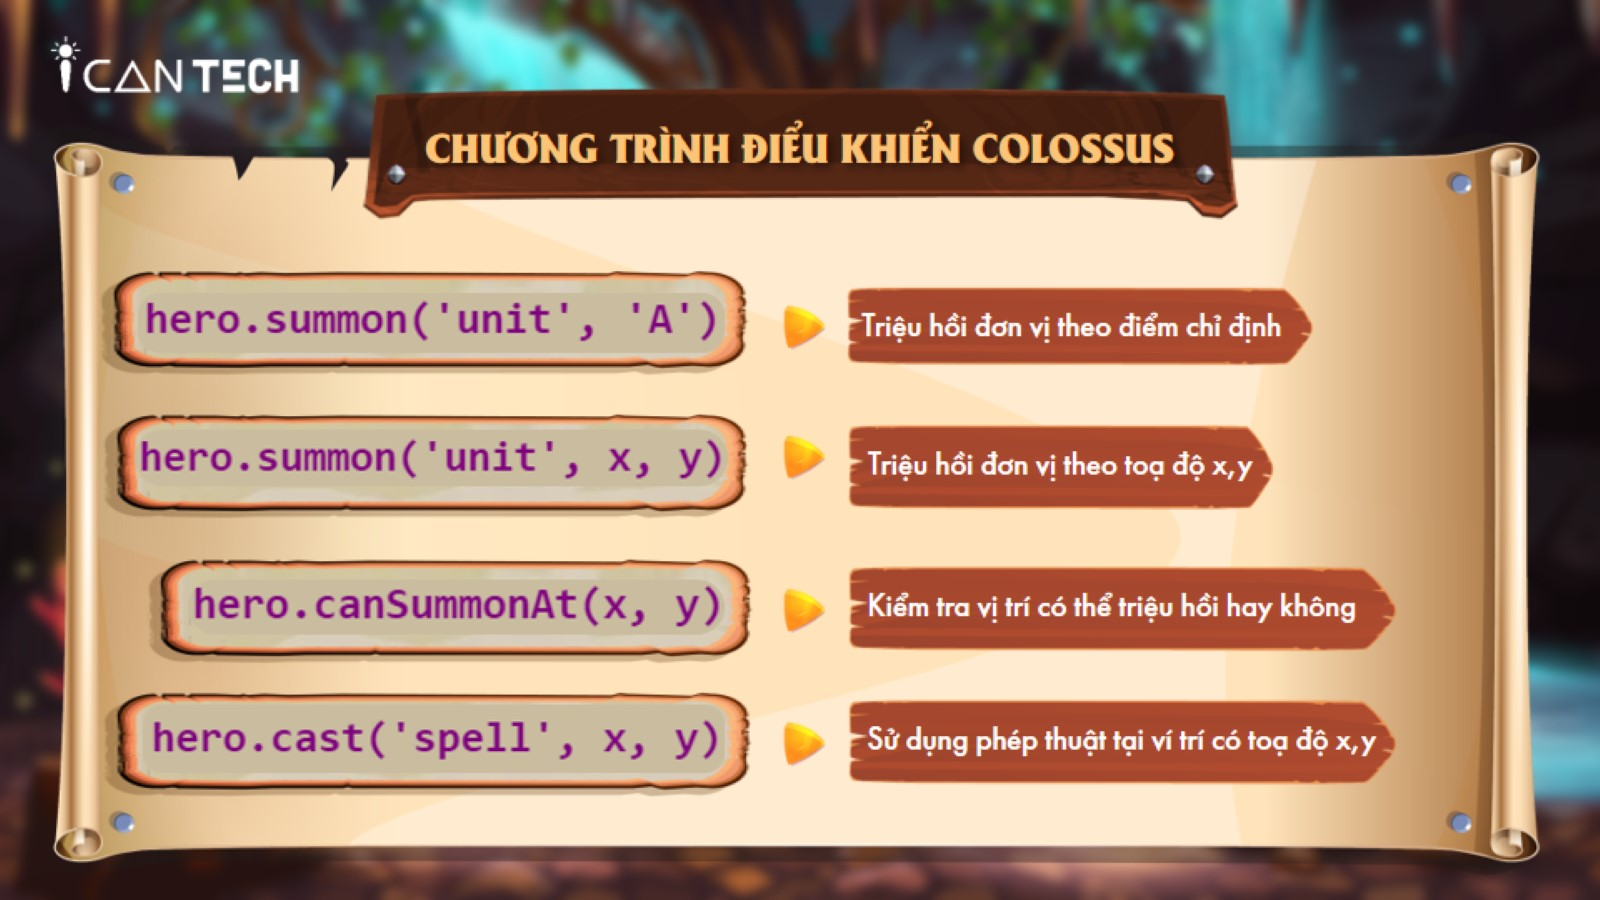 iCANTECH
CHƯƠNG TRÌNH ĐIỂU KHIỂN COLOSSUS
hero.summon('unit', 'A')
Triệu hồi đơn vị theo điểm chỉ định
hero.summon('unit', x, y)
Triệu hồi đơn vị theo toạ độ x,y
hero.canSummonAt(x, y)
Kiểm tra vị trí có thể triệu hồi hay không
hero.cast('spell', x, y)
Sử dụng phép thuật tại ví trí có toạ độ x,y